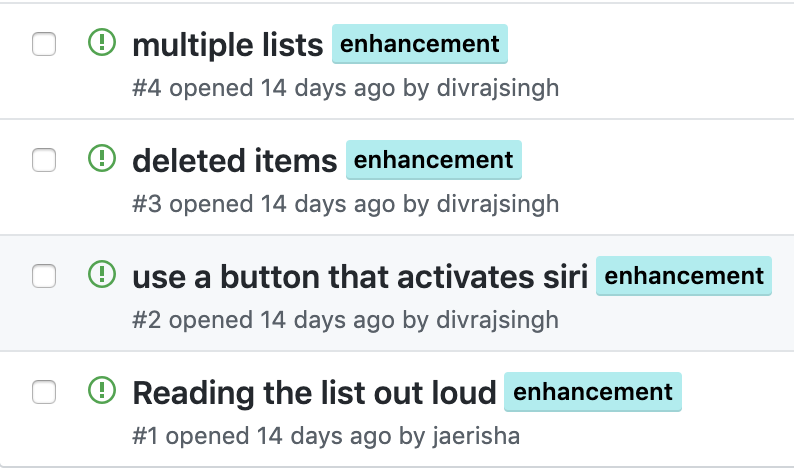 multiple lists enhancement
#4 opened 14 days ago by divrajsingh
deleted items enhancement
#3 opened 14 days ago by divrajsingh
use a button that activates siri enhancement
#2 opened 14 days ago by divrajsingh
Reading the list out loud enhancement
#1 opened 14 days ago by jaerisha